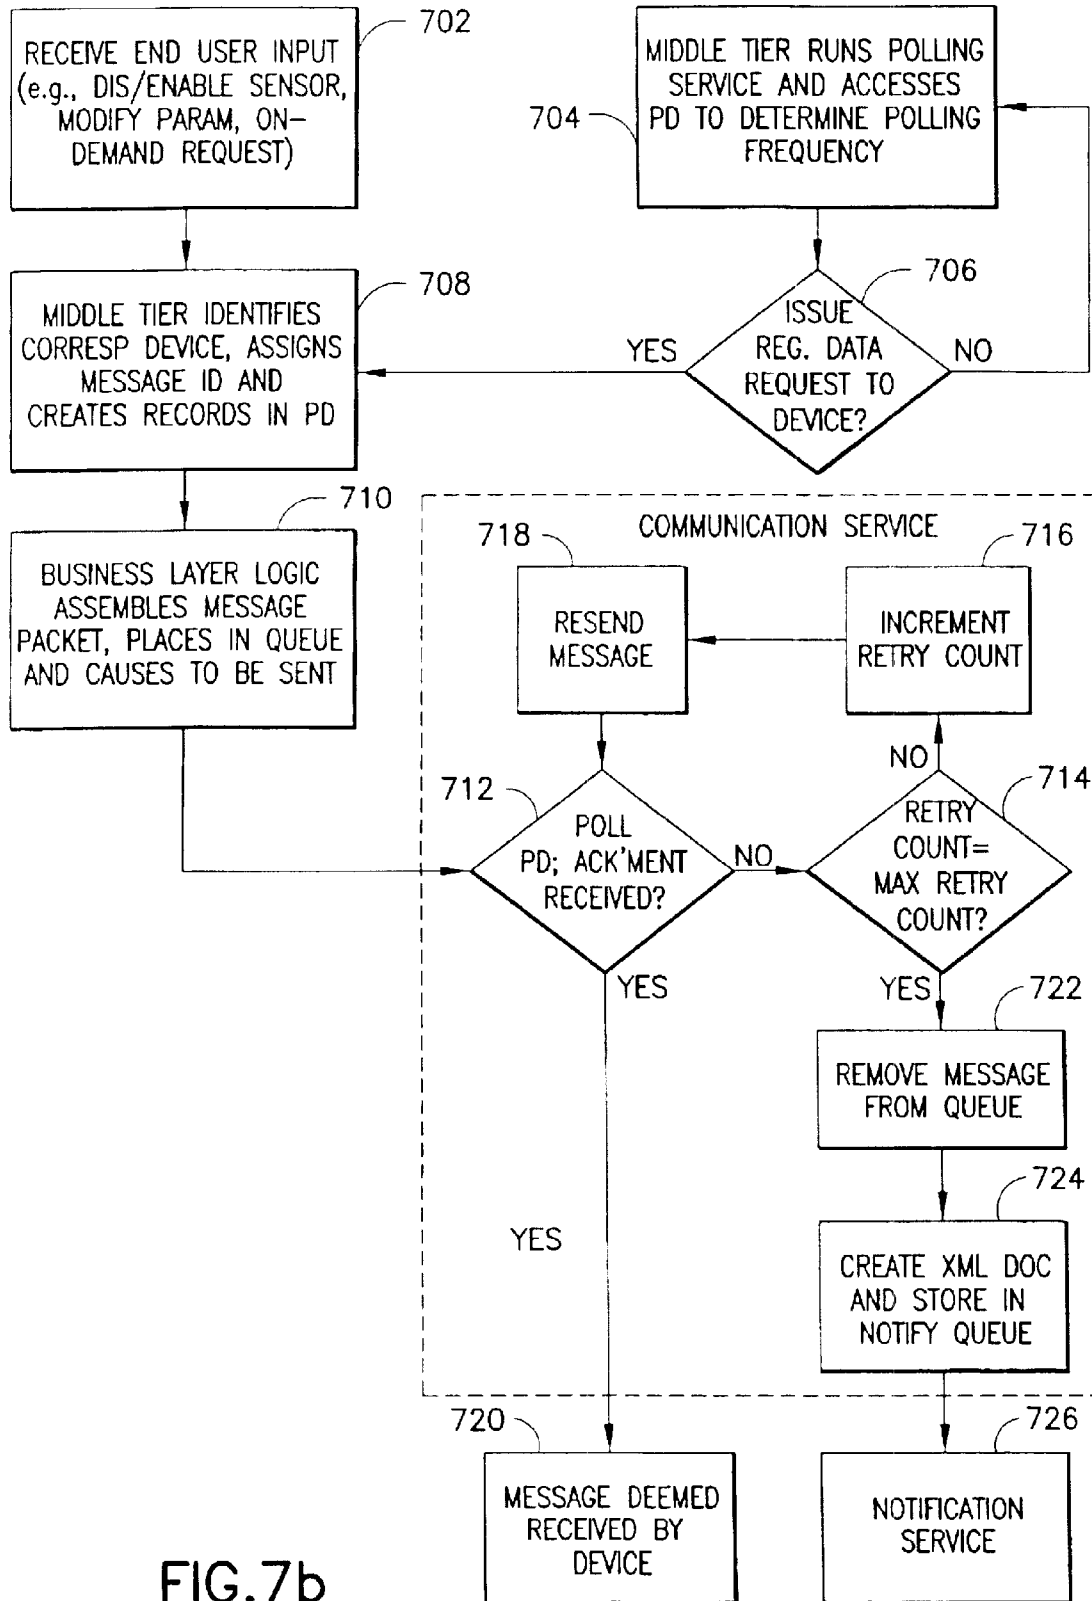 702
RECEIVE END USER INPUT
(e.g., DIS/ENABLE SENSOR,
MODIFY PARAM, ON-
DEMAND REQUEST)
704
MIDDLE TIER RUNS POLLING
SERVICE AND ACCESSES
PD TO DETERMINE POLLING
FREQUENCY
706
ISSUE
REG. DATA
REQUEST TO
DEVICE?
YES
NO
708
MIDDLE TIER IDENTIFIES
CORRESP DEVICE, ASSIGNS
MESSAGE ID AND
CREATES RECORDS IN PD
710
BUSINESS LAYER LOGIC
ASSEMBLES MESSAGE
PACKET, PLACES IN QUEUE
AND CAUSES TO BE SENT
COMMUNICATION SERVICE
718
RESEND
MESSAGE
716
INCREMENT
RETRY COUNT
712
POLL
PD; ACK'MENT
RECEIVED?
NO
YES
NO
714
RETRY
COUNT=
MAX RETRY
COUNT?
YES
722
REMOVE MESSAGE
FROM QUEUE
724
CREATE XML DOC
AND STORE IN
NOTIFY QUEUE
YES
720
MESSAGE DEEMED
RECEIVED BY
DEVICE
726
NOTIFICATION
SERVICE
FIG.7b